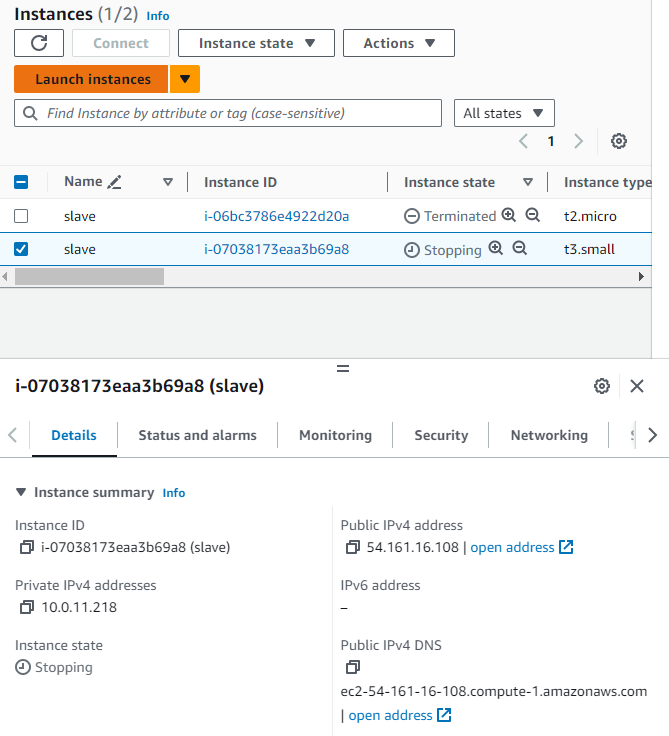 Instances (1/2) Info
Connect Instance state Actions
Launch instances
Find Instance by attribute or tag (case-sensitive) All states
1
Name Instance ID Instance state Instance type
slave i-06bc3786e4922d20a Terminated t2.micro
slave i-07038173eaa3b69a8 Stopping t3.small
i-07038173eaa3b69a8 (slave)
Details Status and alarms Monitoring Security Networking
Instance summary Info
Instance ID
i-07038173eaa3b69a8 (slave)
Public IPv4 address
54.161.16.108 | open address
Private IPv4 addresses
10.0.11.218
IPv6 address
–
Instance state
Stopping
Public IPv4 DNS
ec2-54-161-16-108.compute-1.amazonaws.com
| open address